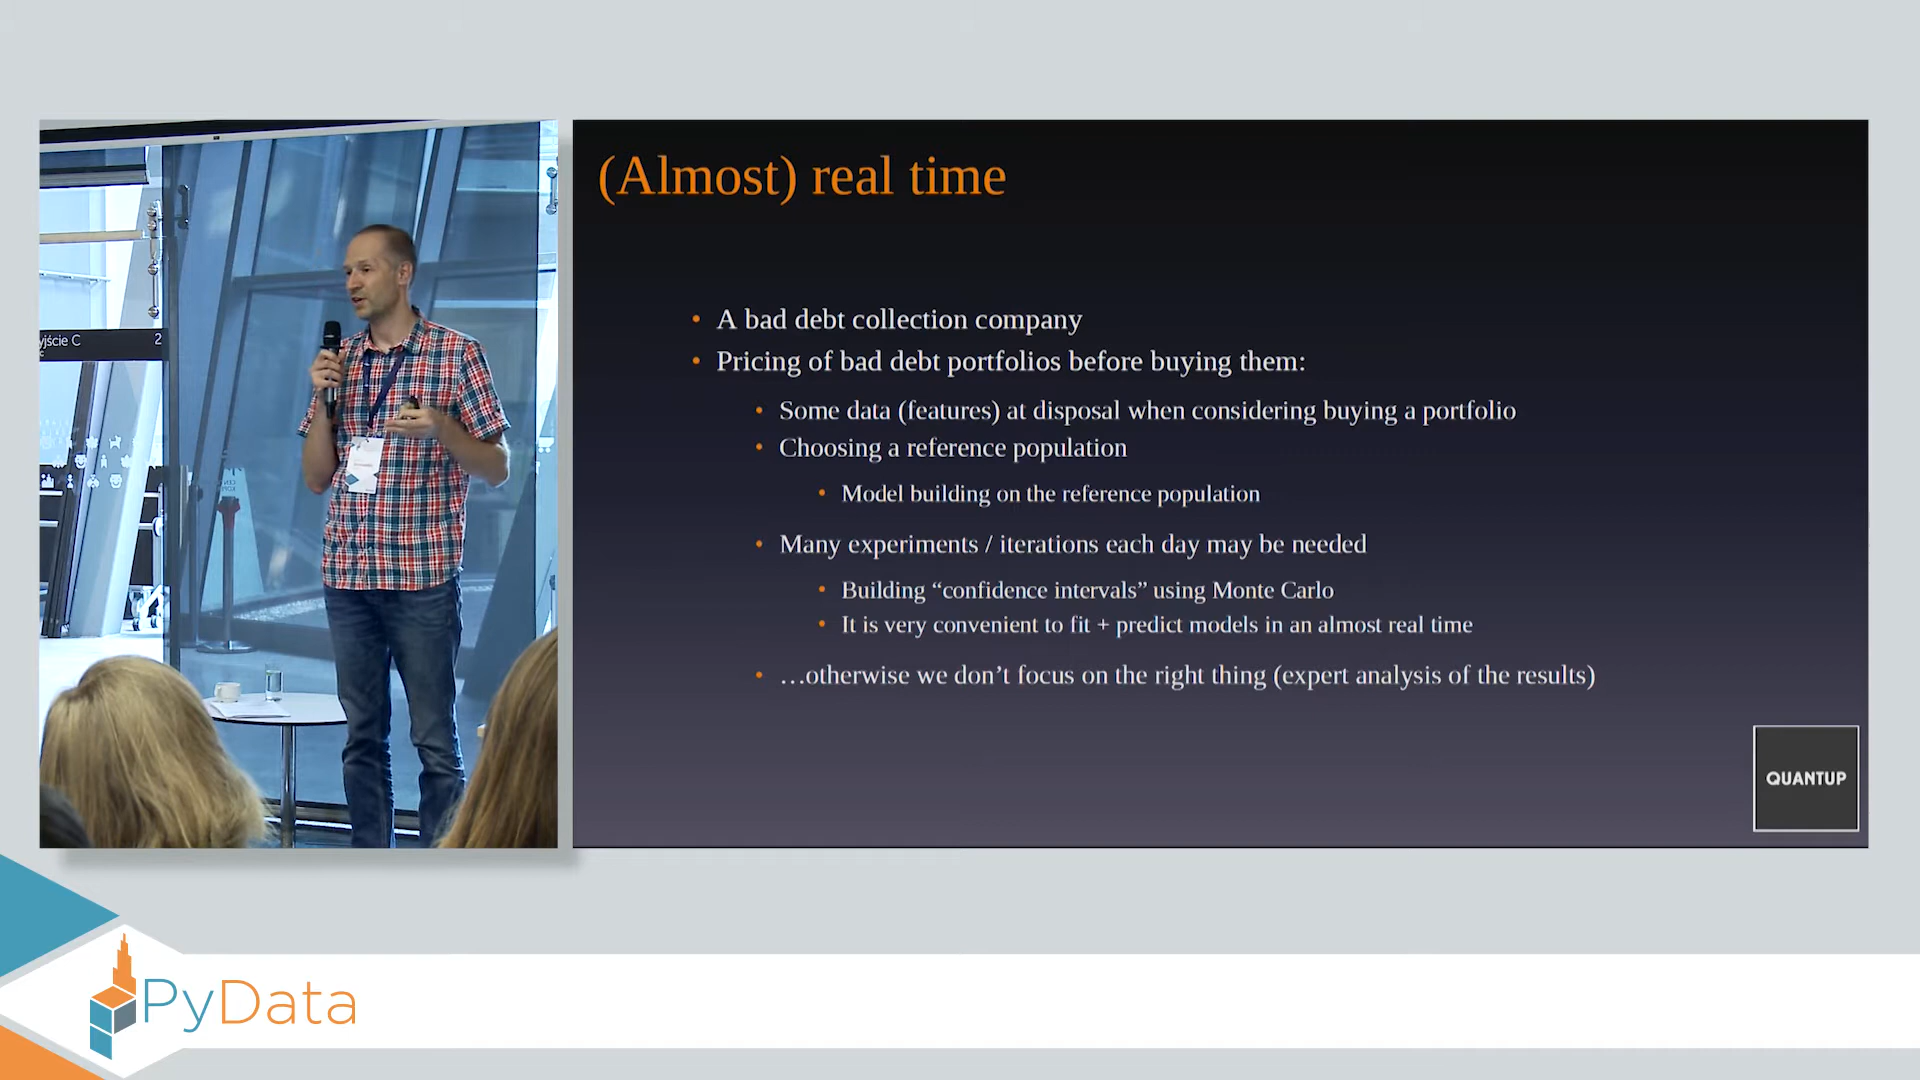 (Almost) real time
• A bad debt collection company
• Pricing of bad debt portfolios before buying them:
• Some data (features) at disposal when considering buying a portfolio
• Choosing a reference population
• Model building on the reference population
• Many experiments / iterations each day may be needed
• Building “confidence intervals” using Monte Carlo
• It is very convenient to fit + predict models in an almost real time
• …otherwise we don’t focus on the right thing (expert analysis of the results)
QUANTUP
yjście C 2
PyData